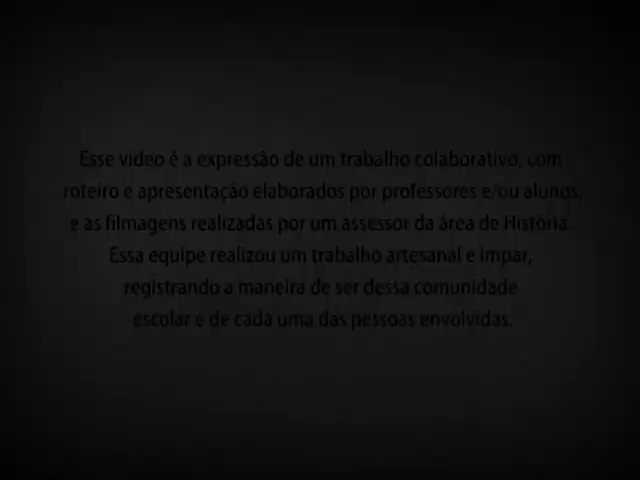 Esse vídeo é a expressão de um trabalho colaborativo, com
roteiro e apresentação elaborados por professores e/ou alunos,
e as filmagens realizadas por um assessor da área de História.
Essa equipe realizou um trabalho artesanal e ímpar,
registrando a maneira de ser dessa comunidade
escolar e de cada uma das pessoas envolvidas.